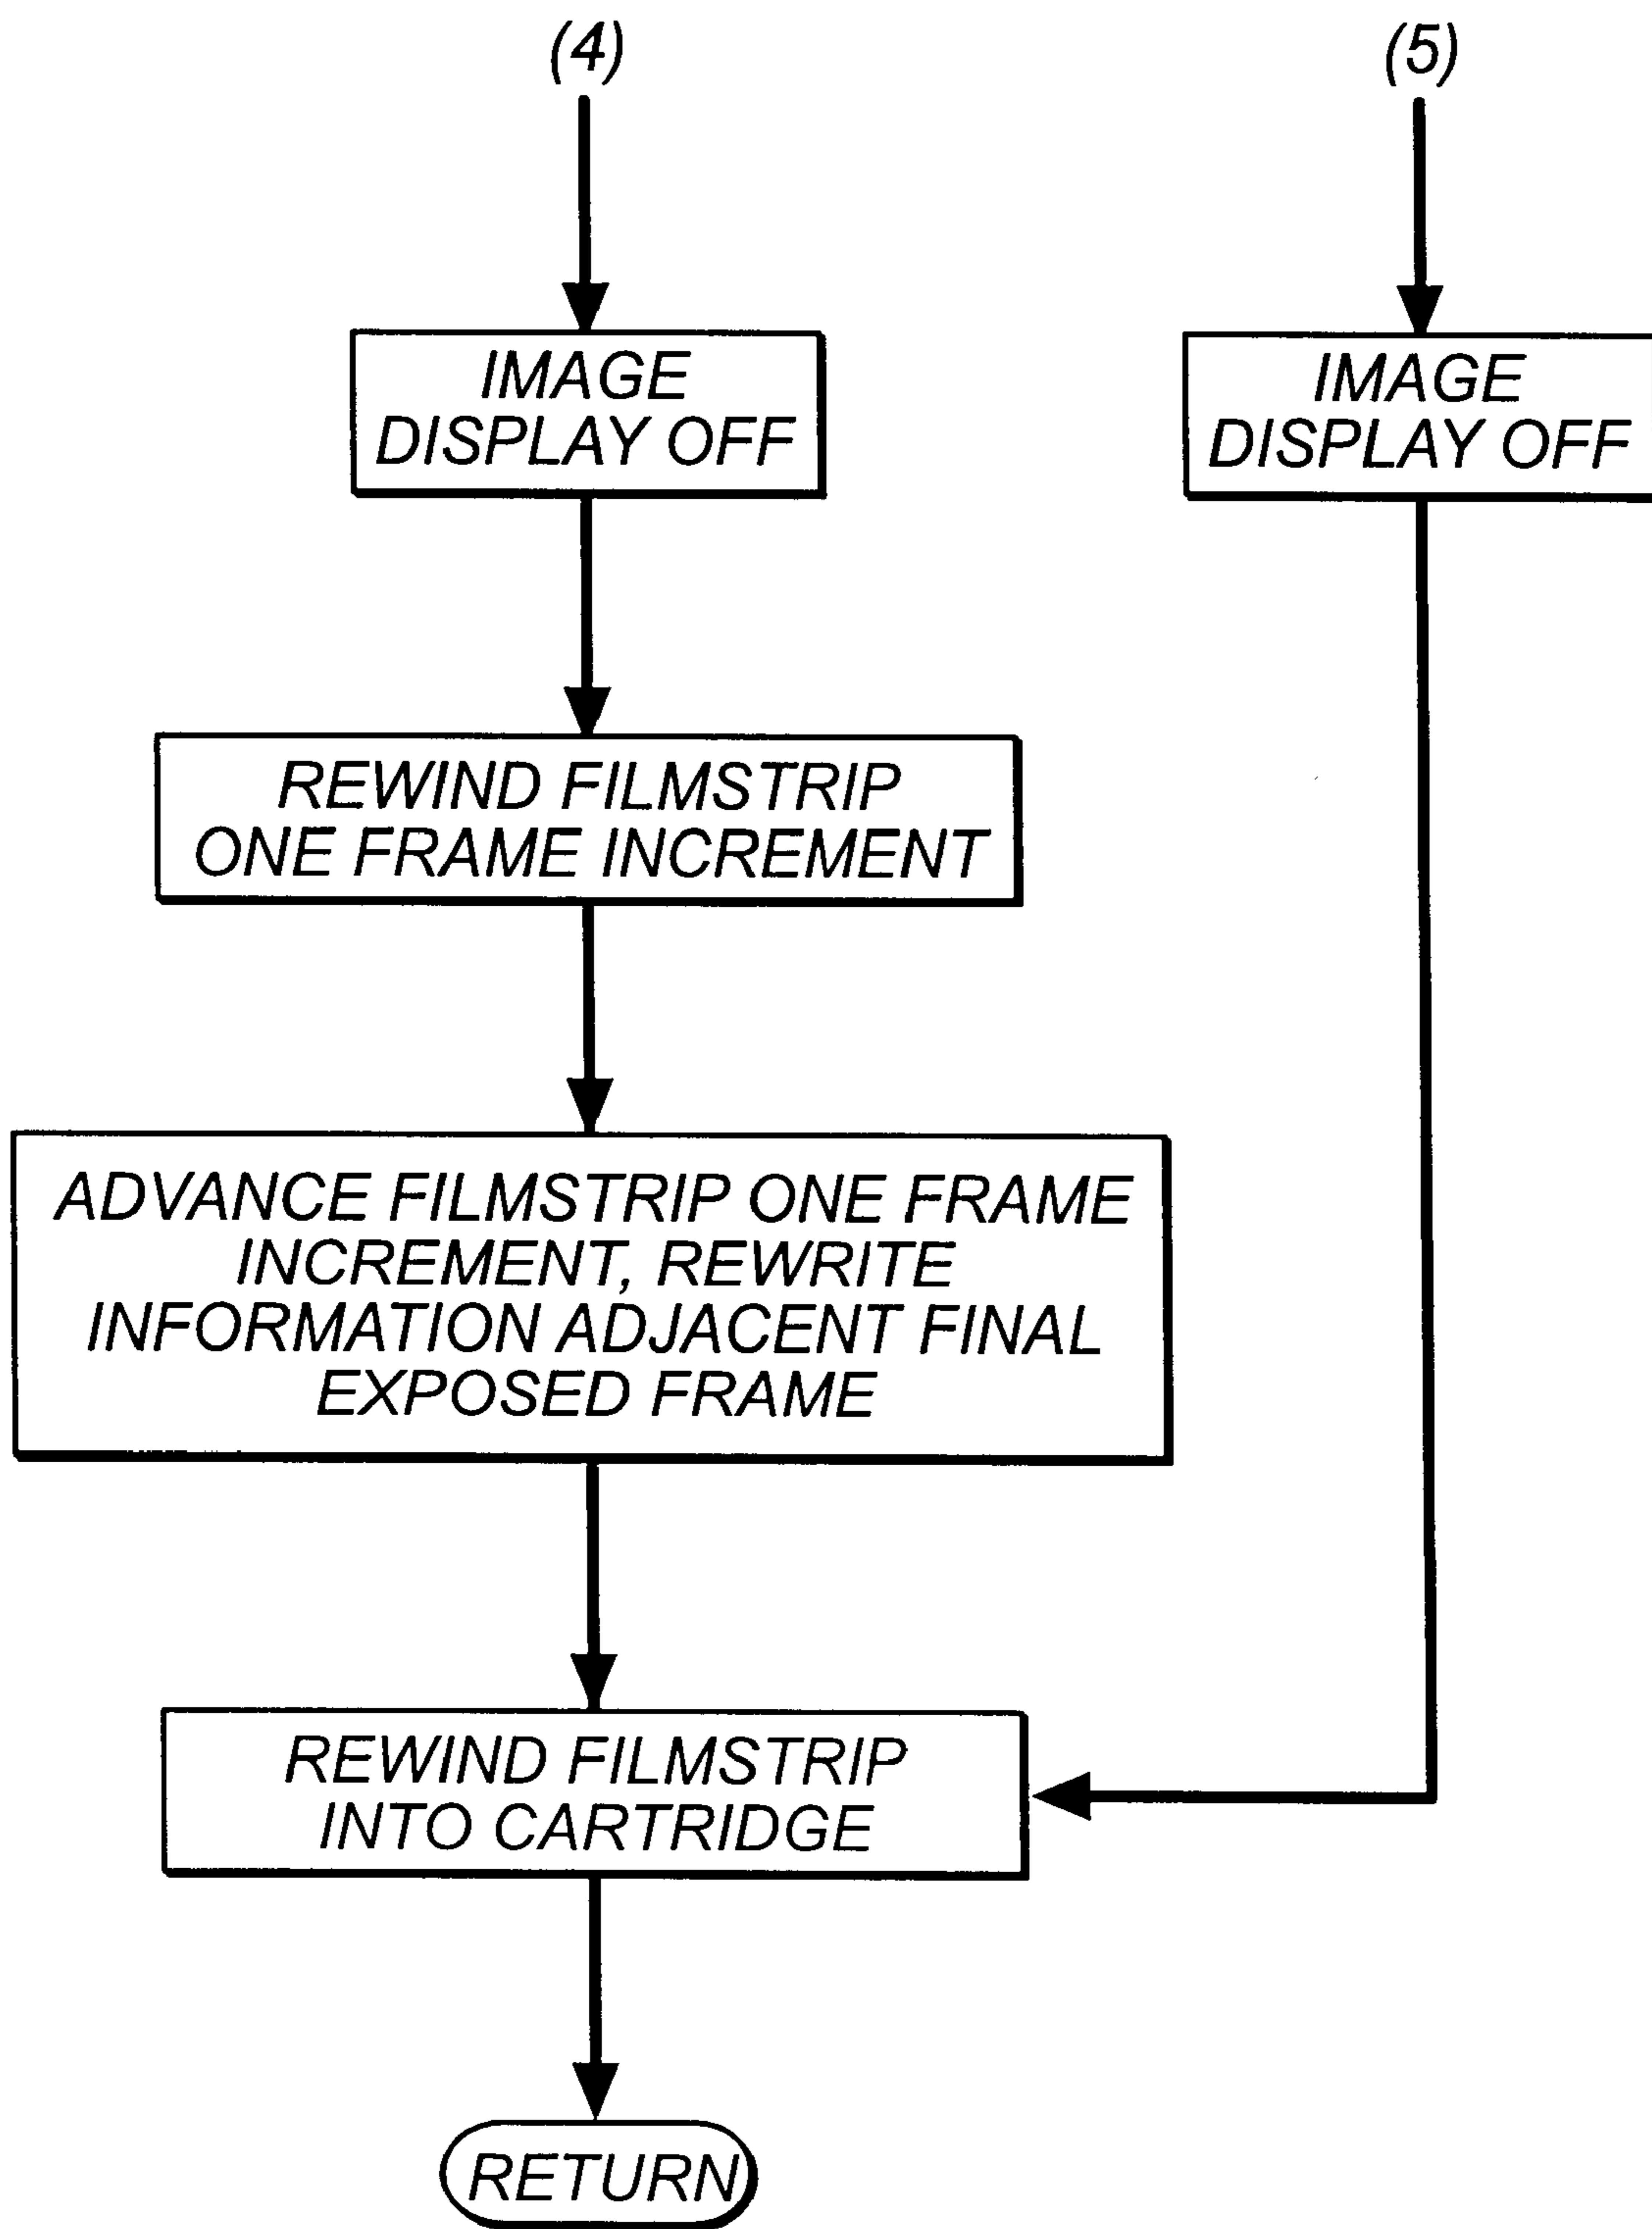 (4)
(5)
IMAGE
DISPLAY OFF
IMAGE
DISPLAY OFF
REWIND FILMSTRIP
ONE FRAME INCREMENT
ADVANCE FILMSTRIP ONE FRAME
INCREMENT, REWRITE
INFORMATION ADJACENT FINAL
EXPOSED FRAME
REWIND FILMSTRIP
INTO CARTRIDGE
RETURN